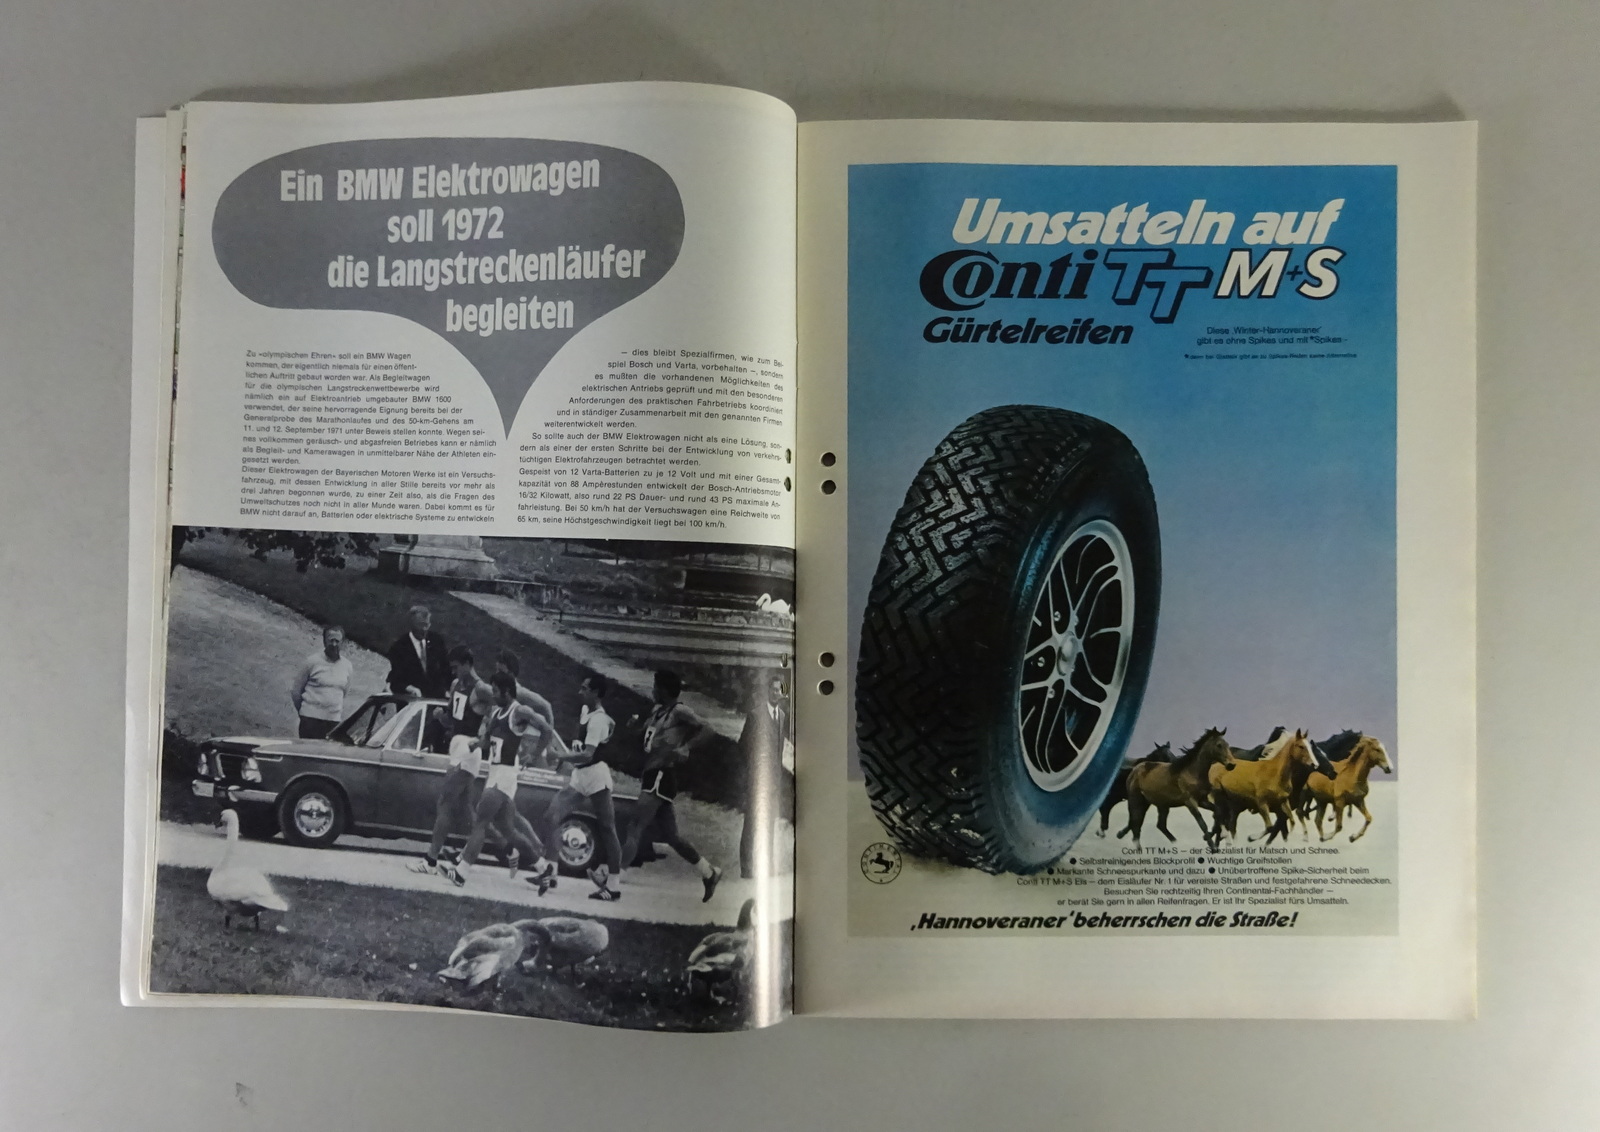 Ein BMW Elektrowagen
soll 1972
die Langstreckenläufer
begleiten
Zu »olympischen Ehren« soll ein BMW Wagen
kommen, der eigentlich niemals für einen öffent-
lichen Auftritt gebaut worden war. Als Begleitwagen
für die olympischen Langstreckenwettbewerbe wird
nämlich ein auf Elektroantrieb umgebauter BMW 1600
verwendet, der seine hervorragende Eignung bereits bei der
Generalprobe des Marathonlaufes und des 50-km-Gehens am
11. und 12. September 1971 unter Beweis stellen konnte. Wegen sei-
nes vollkommen geräusch- und abgasfreien Betriebes kann er nämlich
als Begleit- und Kamerawagen in unmittelbarer Nähe der Athleten ein-
gesetzt werden.
Dieser Elektrowagen der Bayerischen Motoren Werke ist ein Versuchs-
fahrzeug, mit dessen Entwicklung in aller Stille bereits vor mehr als
drei Jahren begonnen wurde, zu einer Zeit also, als die Fragen des
Umweltschutzes noch nicht in aller Munde waren. Dabei kommt es für
BMW nicht darauf an, Batterien oder elektrische Systeme zu entwickeln
– dies bleibt Spezialfirmen, wie zum Bei-
spiel Bosch und Varta, vorbehalten –, sondern
es mußten die vorhandenen Möglichkeiten des
elektrischen Antriebs geprüft und mit den besonderen
Anforderungen des praktischen Fahrbetriebs koordiniert
und in ständiger Zusammenarbeit mit den genannten Firmen
weiterentwickelt werden.
So sollte auch der BMW Elektrowagen nicht als eine Lösung, son-
dern als einer der ersten Schritte bei der Entwicklung von verkehrs-
tüchtigen Elektrofahrzeugen betrachtet werden.
Gespeist von 12 Varta-Batterien zu je 12 Volt und mit einer Gesamt-
kapazität von 88 Ampèrestunden entwickelt der Bosch-Antriebsmotor
16/32 Kilowatt, also rund 22 PS Dauer- und rund 43 PS maximale An-
fahrleistung. Bei 50 km/h hat der Versuchswagen eine Reichweite von
65 km, seine Höchstgeschwindigkeit liegt bei 100 km/h.
Umsatteln auf
Conti TT M+S
Gürtelreifen
Diese 'Winter-Hannoveraner'
gibt es ohne Spikes und mit *Spikes –
Conti TT M+S – der Spezialist für Matsch und Schnee.
● Selbstreinigendes Blockprofil ● Wuchtige Greifstollen
● Markante Schneespurkante und dazu ● Unübertroffene Spike-Sicherheit beim
Conti TT M+S Eis – dem Eisläufer Nr. 1 für vereiste Straßen und festgefahrene Schneedecken.
Besuchen Sie rechtzeitig Ihren Continental-Fachhändler –
er berät Sie gern in allen Reifenfragen. Er ist Ihr Spezialist fürs Umsatteln.
‚Hannoveraner' beherrschen die Straße!